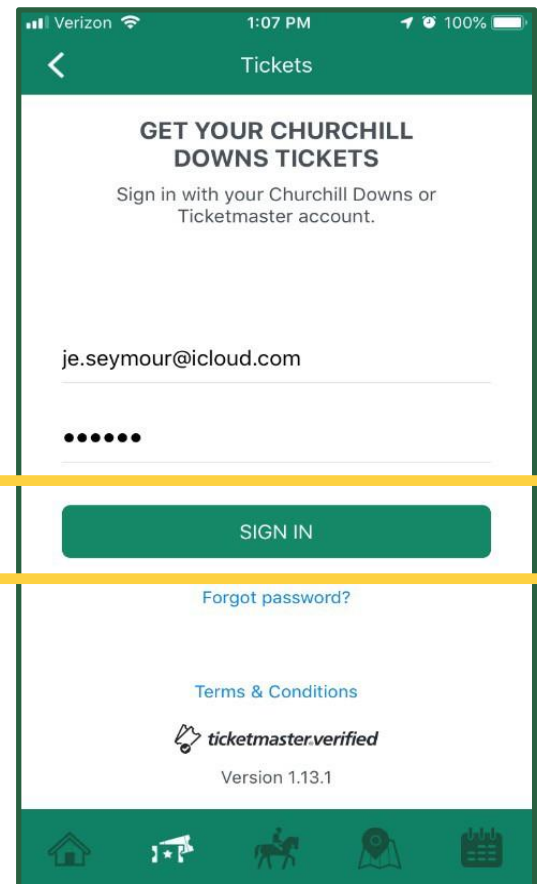 Verizon 1:07 PM 100%
Tickets
GET YOUR CHURCHILL
DOWNS TICKETS
Sign in with your Churchill Downs or
Ticketmaster account.
je.seymour@icloud.com
●●●●●●
SIGN IN
Forgot password?
Terms & Conditions
ticketmaster.verified
Version 1.13.1